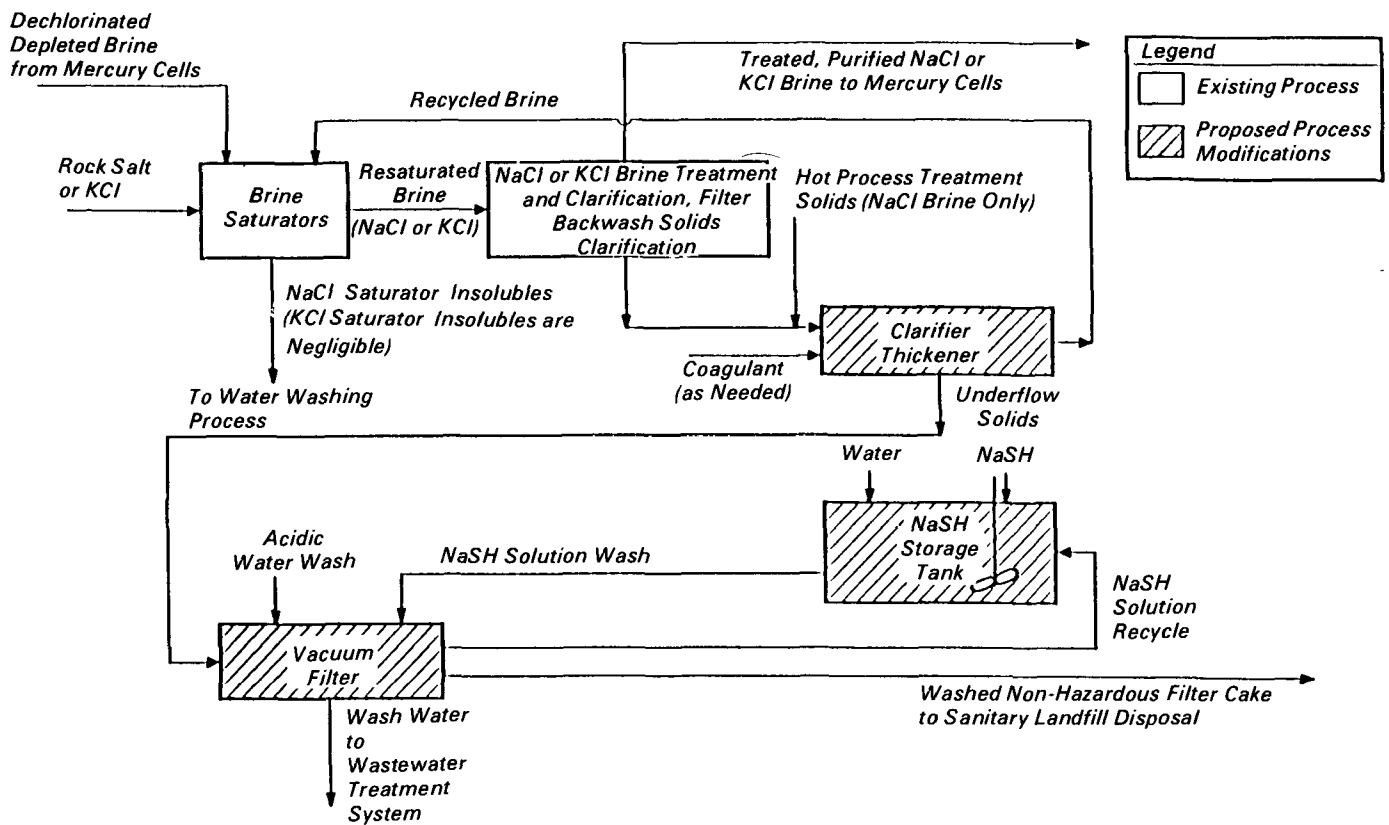 Dechlorinated
Depleted Brine
from Mercury Cells
Treated, Purified NaCl or
KCl Brine to Mercury Cells
Legend
Existing Process
Proposed Process
Modifications
Recycled Brine
Rock Salt
or KCl
Brine
Saturators
Resaturated
Brine
(NaCl or KCl)
NaCl or KCl Brine Treatment
and Clarification, Filter
Backwash Solids
Clarification
Hot Process Treatment
Solids (NaCl Brine Only)
NaCl Saturator Insolubles
(KCl Saturator Insolubles are
Negligible)
To Water Washing
Process
Clarifier
Thickener
Coagulant
(as Needed)
Underflow
Solids
Water
NaSH
NaSH
Storage
Tank
Acidic
Water Wash
NaSH Solution Wash
NaSH
Solution
Recycle
Vacuum
Filter
Washed Non-Hazardous Filter Cake
to Sanitary Landfill Disposal
Wash Water
to
Wastewater
Treatment
System